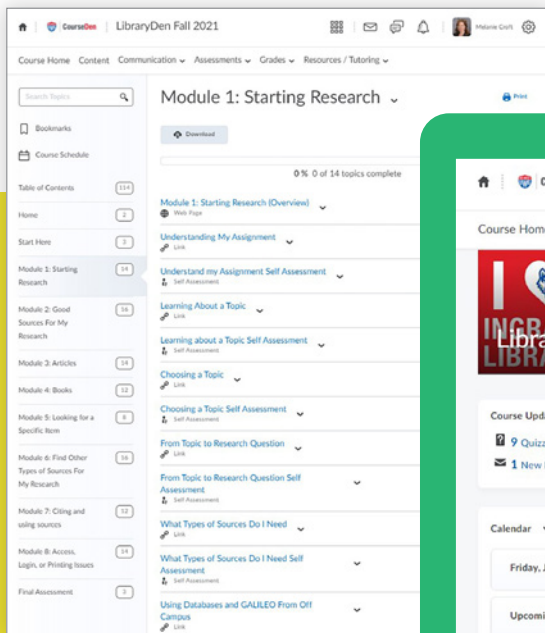 CourseDen LibraryDen Fall 2021 Melanie Croft
Course Home Content Communication Assessments Grades Resources / Tutoring
Search Topics
Bookmarks
Course Schedule
Table of Contents 114
Home 2
Start Here 3
Module 1: Starting
Research
14
Module 2: Good
Sources For My
Research
16
Module 3: Articles 14
Module 4: Books 12
Module 5: Looking for a
Specific Item
Module 6: Find Other
Types of Sources For
My Research
16
Module 7: Citing and
using sources
12
Module 8: Access,
Login, or Printing Issues
14
Final Assessment
Module 1: Starting Research
Print
Download
0 % 0 of 14 topics complete
Module 1: Starting Research (Overview)
Web Page
Understanding My Assignment
Link
Understand my Assignment Self Assessment
Self Assessment
Learning About a Topic
Link
Learning about a Topic Self Assessment
Self Assessment
Choosing a Topic
Link
Choosing a Topic Self Assessment
Self Assessment
From Topic to Research Question
Link
From Topic to Research Question Self
Assessment
Self Assessment
What Types of Sources Do I Need
Link
What Types of Sources Do I Need Self
Assessment
Self Assessment
Using Databases and GALILEO From Off
Campus
Link
C
Course Hom
I
INGRA
Libra
LIBRA
Course Upd
9 Quizz
1 New
Calendar
Friday, J
Upcomi